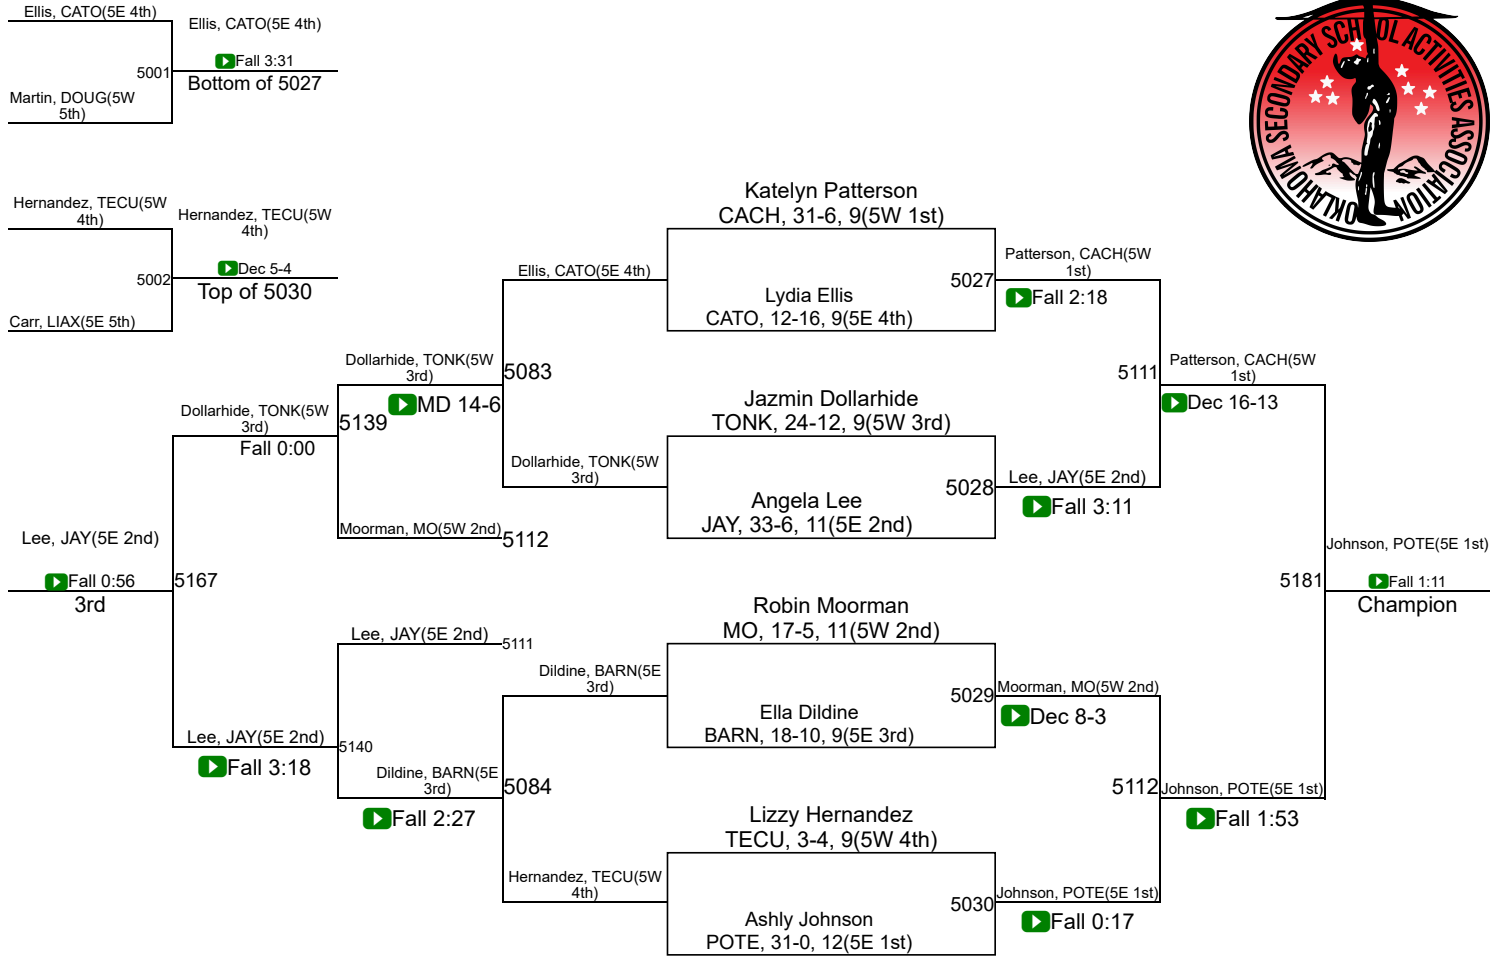 Ellis, CATO(5E 4th)
Ellis, CATO(5E 4th)
Fall 3:31
5001
Bottom of 5027
Martin, DOUG(5W
5th)
Hernandez, TECU(5W
4th)
Hernandez, TECU(5W
4th)
Dec 5-4
5002
Top of 5030
Carr, LIAX(5E 5th)
OKLAHOMA SECONDARY SCHOOL ACTIVITIES ASSOCIATION
Katelyn Patterson
CACH, 31-6, 9(5W 1st)
Lydia Ellis
CATO, 12-16, 9(5E 4th)
5027
Patterson, CACH(5W
1st)
Fall 2:18
Ellis, CATO(5E 4th)
Dollarhide, TONK(5W
3rd)
5083
MD 14-6
Dollarhide, TONK(5W
3rd)
Jazmin Dollarhide
TONK, 24-12, 9(5W 3rd)
Angela Lee
JAY, 33-6, 11(5E 2nd)
5028
Lee, JAY(5E 2nd)
Fall 3:11
5111
Patterson, CACH(5W
1st)
Dec 16-13
Dollarhide, TONK(5W
3rd)
5139
Fall 0:00
Moorman, MO(5W 2nd)
5112
Lee, JAY(5E 2nd)
Fall 0:56
3rd
5167
Johnson, POTE(5E 1st)
5181
Fall 1:11
Champion
Robin Moorman
MO, 17-5, 11(5W 2nd)
Ella Dildine
BARN, 18-10, 9(5E 3rd)
5029
Moorman, MO(5W 2nd)
Dec 8-3
Lee, JAY(5E 2nd)
5111
Dildine, BARN(5E
3rd)
Lee, JAY(5E 2nd)
5140
Fall 3:18
Dildine, BARN(5E
3rd)
5084
Fall 2:27
5112
Johnson, POTE(5E 1st)
Fall 1:53
Lizzy Hernandez
TECU, 3-4, 9(5W 4th)
Hernandez, TECU(5W
4th)
Ashly Johnson
POTE, 31-0, 12(5E 1st)
5030
Johnson, POTE(5E 1st)
Fall 0:17